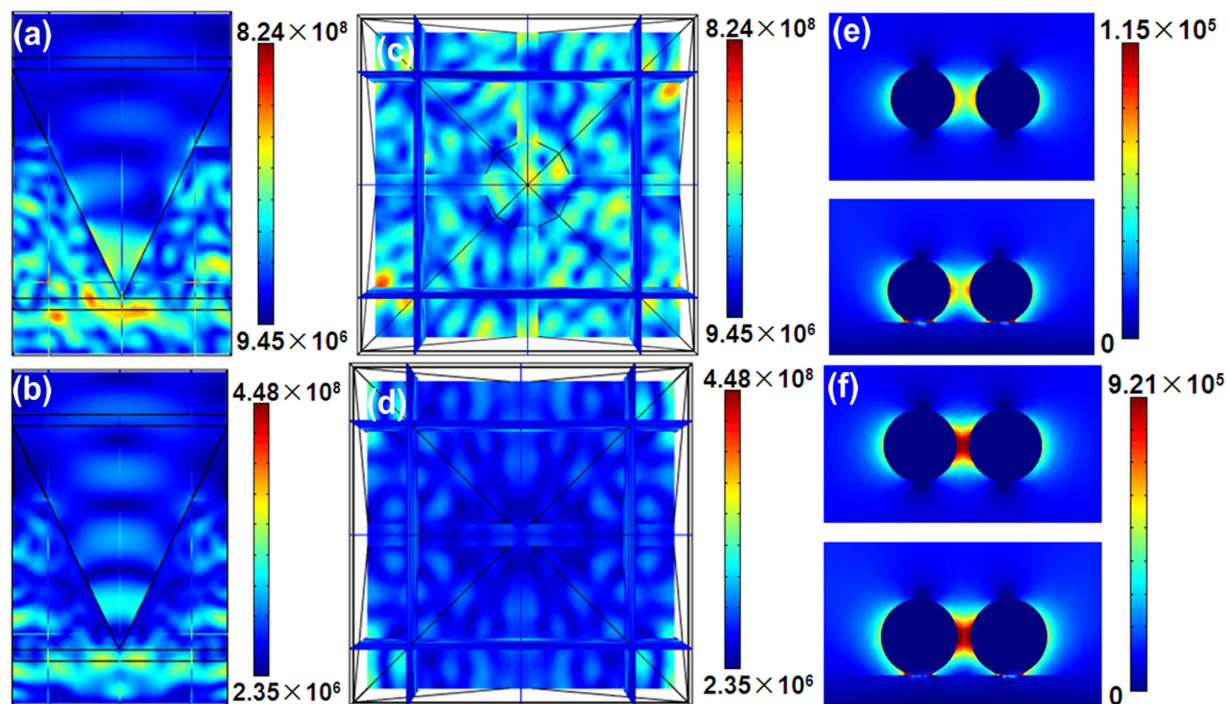 (a)
8.24×10⁸
9.45×10⁶
(c)
8.24×10⁸
9.45×10⁶
(e)
1.15×10⁵
0
(b)
4.48×10⁸
2.35×10⁶
(d)
4.48×10⁸
2.35×10⁶
(f)
9.21×10⁵
0